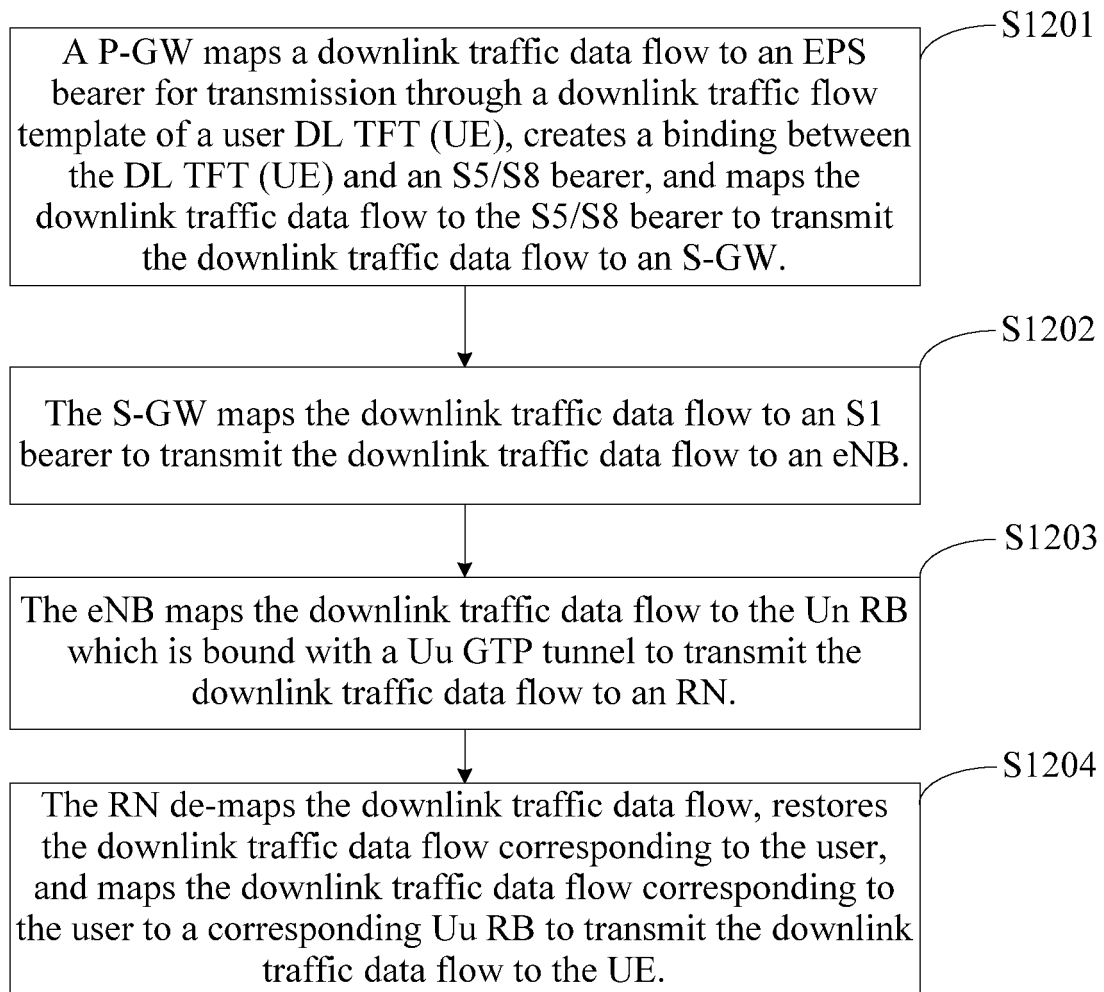 S1201
A P-GW maps a downlink traffic data flow to an EPS
bearer for transmission through a downlink traffic flow
template of a user DL TFT (UE), creates a binding between
the DL TFT (UE) and an S5/S8 bearer, and maps the
downlink traffic data flow to the S5/S8 bearer to transmit
the downlink traffic data flow to an S-GW.
S1202
The S-GW maps the downlink traffic data flow to an S1
bearer to transmit the downlink traffic data flow to an eNB.
S1203
The eNB maps the downlink traffic data flow to the Un RB
which is bound with a Uu GTP tunnel to transmit the
downlink traffic data flow to an RN.
S1204
The RN de-maps the downlink traffic data flow, restores
the downlink traffic data flow corresponding to the user,
and maps the downlink traffic data flow corresponding to
the user to a corresponding Uu RB to transmit the downlink
traffic data flow to the UE.